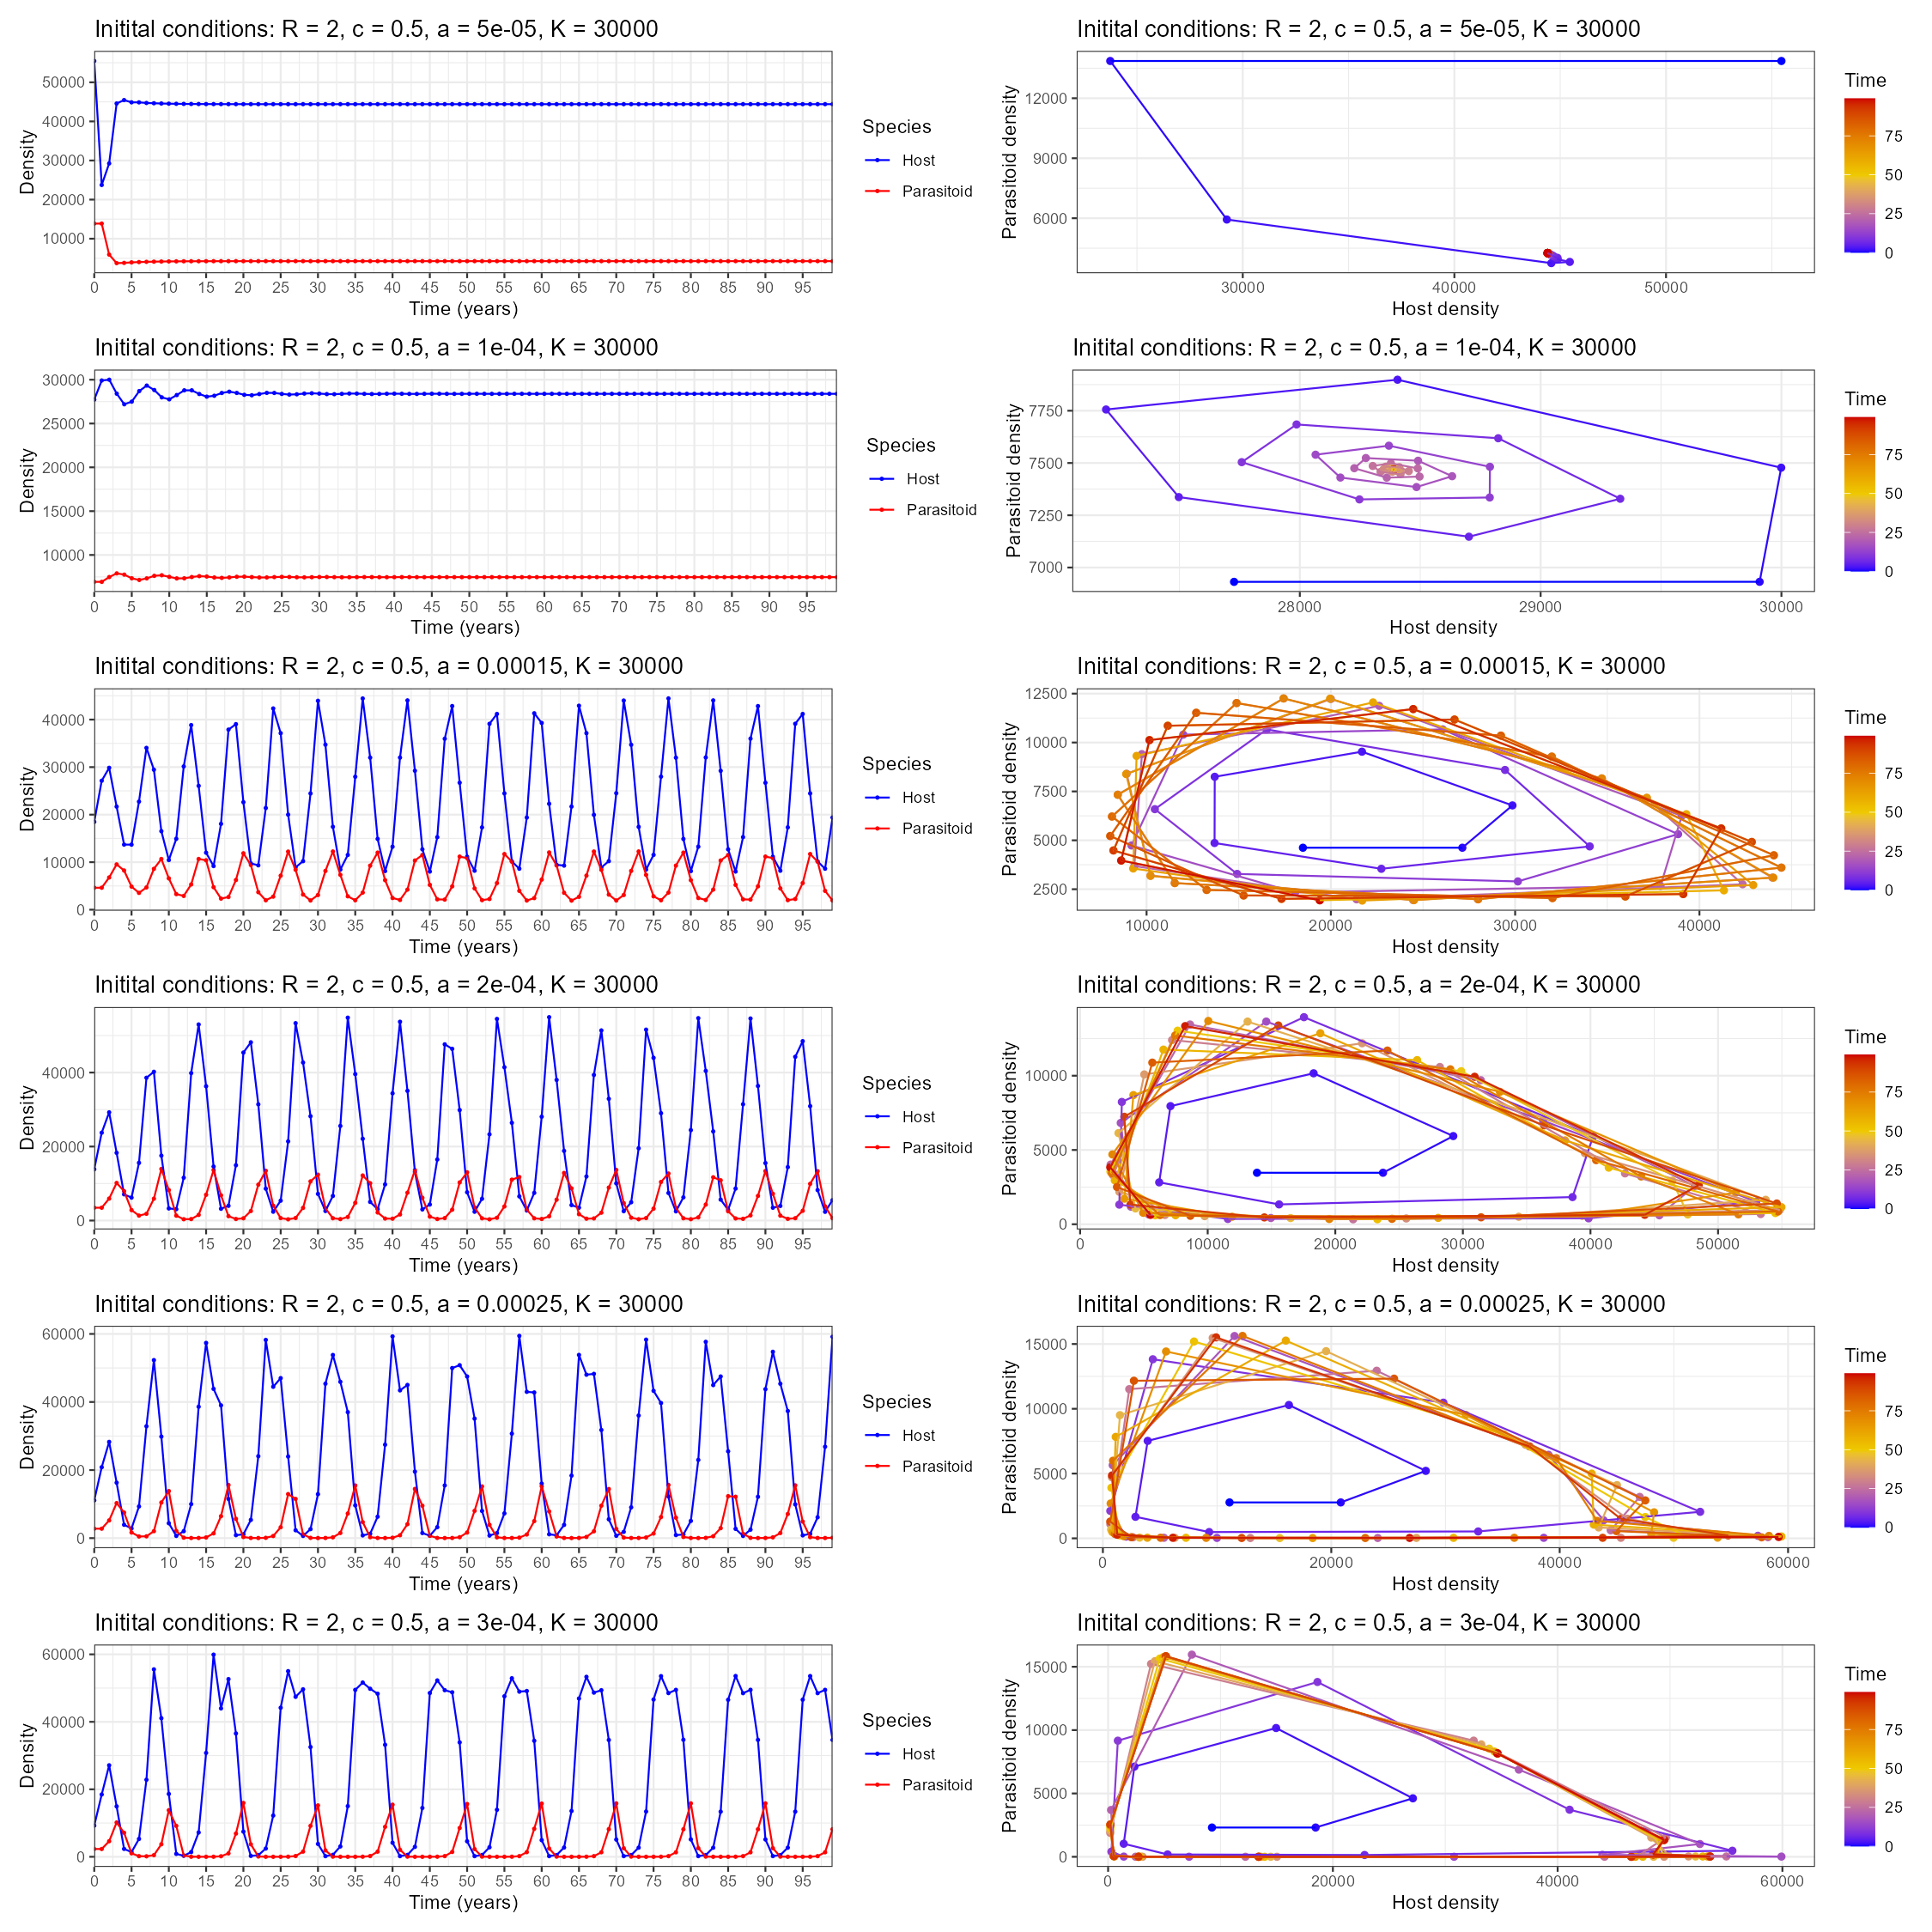 Initital conditions: R = 2, c = 0.5, a = 5e-05, K = 30000
Density
50000
40000
30000
20000
10000
0 5 10 15 20 25 30 35 40 45 50 55 60 65 70 75 80 85 90 95
Time (years)
Species
Host
Parasitoid
Initital conditions: R = 2, c = 0.5, a = 5e-05, K = 30000
Parasitoid density
12000
9000
6000
30000 40000 50000
Host density
Time
75
50
25
0
Initital conditions: R = 2, c = 0.5, a = 1e-04, K = 30000
Density
30000
25000
20000
15000
10000
0 5 10 15 20 25 30 35 40 45 50 55 60 65 70 75 80 85 90 95
Time (years)
Species
Host
Parasitoid
Initital conditions: R = 2, c = 0.5, a = 1e-04, K = 30000
Parasitoid density
7750
7500
7250
7000
28000 29000 30000
Host density
Time
75
50
25
0
Initital conditions: R = 2, c = 0.5, a = 0.00015, K = 30000
Density
40000
30000
20000
10000
0
0 5 10 15 20 25 30 35 40 45 50 55 60 65 70 75 80 85 90 95
Time (years)
Species
Host
Parasitoid
Initital conditions: R = 2, c = 0.5, a = 0.00015, K = 30000
Parasitoid density
12500
10000
7500
5000
2500
10000 20000 30000 40000
Host density
Time
75
50
25
0
Initital conditions: R = 2, c = 0.5, a = 2e-04, K = 30000
Density
40000
20000
0
0 5 10 15 20 25 30 35 40 45 50 55 60 65 70 75 80 85 90 95
Time (years)
Species
Host
Parasitoid
Initital conditions: R = 2, c = 0.5, a = 2e-04, K = 30000
Parasitoid density
10000
5000
0
0 10000 20000 30000 40000 50000
Host density
Time
75
50
25
0
Initital conditions: R = 2, c = 0.5, a = 0.00025, K = 30000
Density
60000
40000
20000
0
0 5 10 15 20 25 30 35 40 45 50 55 60 65 70 75 80 85 90 95
Time (years)
Species
Host
Parasitoid
Initital conditions: R = 2, c = 0.5, a = 0.00025, K = 30000
Parasitoid density
15000
10000
5000
0
0 20000 40000 60000
Host density
Time
75
50
25
0
Initital conditions: R = 2, c = 0.5, a = 3e-04, K = 30000
Density
60000
40000
20000
0
0 5 10 15 20 25 30 35 40 45 50 55 60 65 70 75 80 85 90 95
Time (years)
Species
Host
Parasitoid
Initital conditions: R = 2, c = 0.5, a = 3e-04, K = 30000
Parasitoid density
15000
10000
5000
0
0 20000 40000 60000
Host density
Time
75
50
25
0